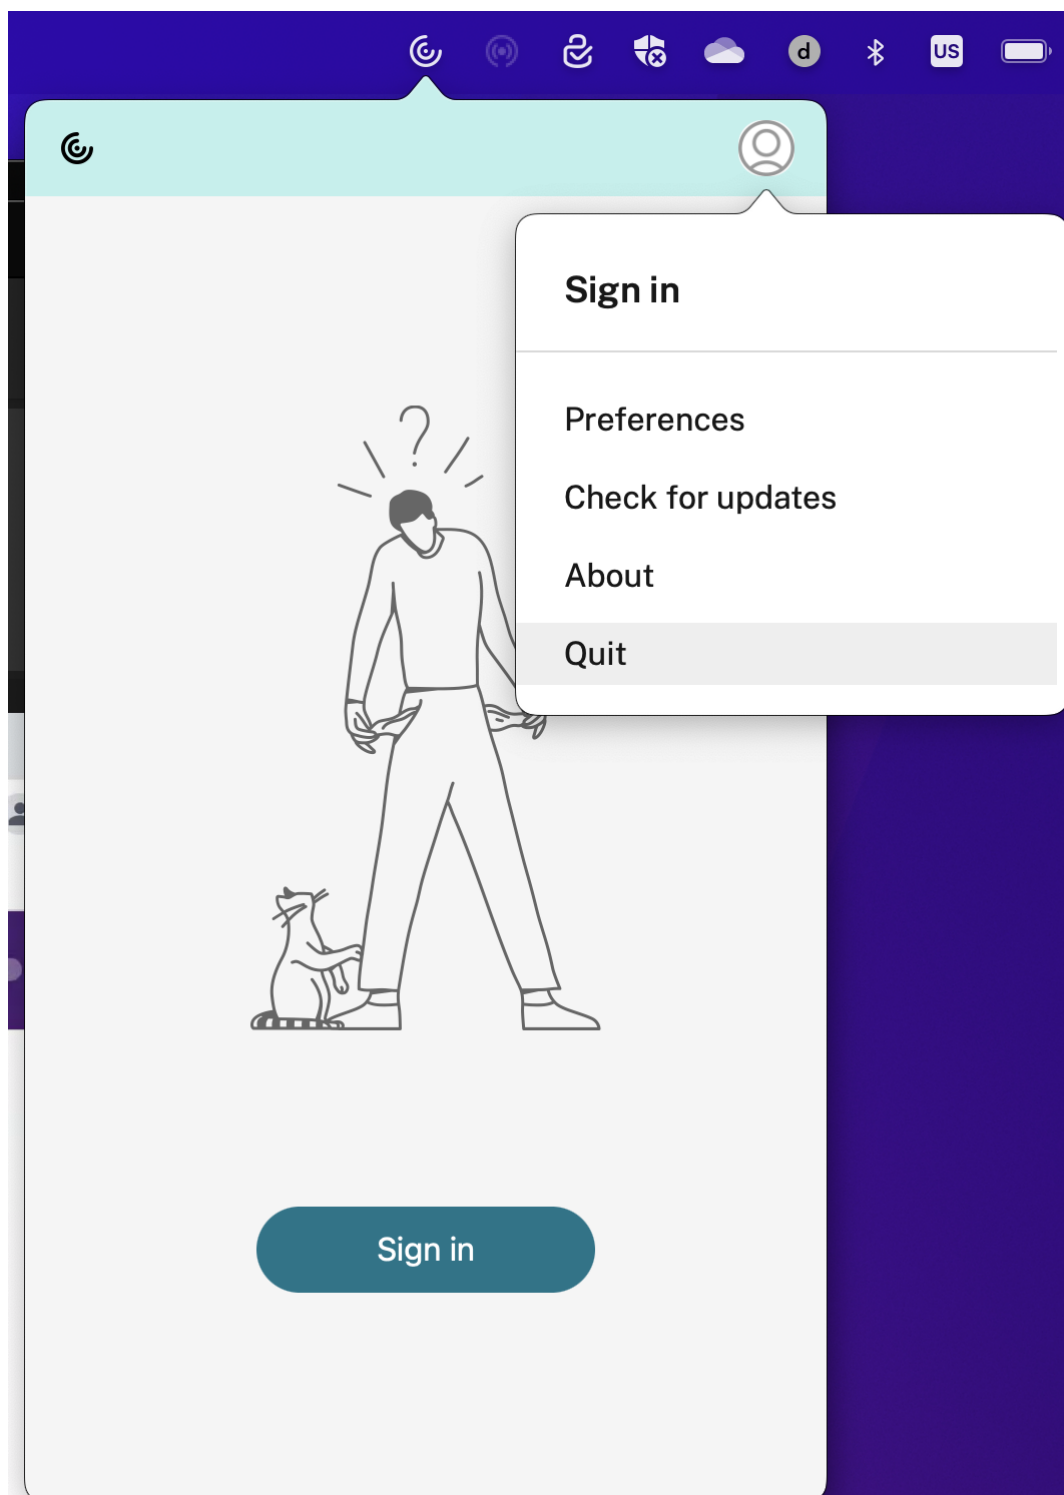 d
US
Sign in
Preferences
Check for updates
About
Quit
?
Sign in